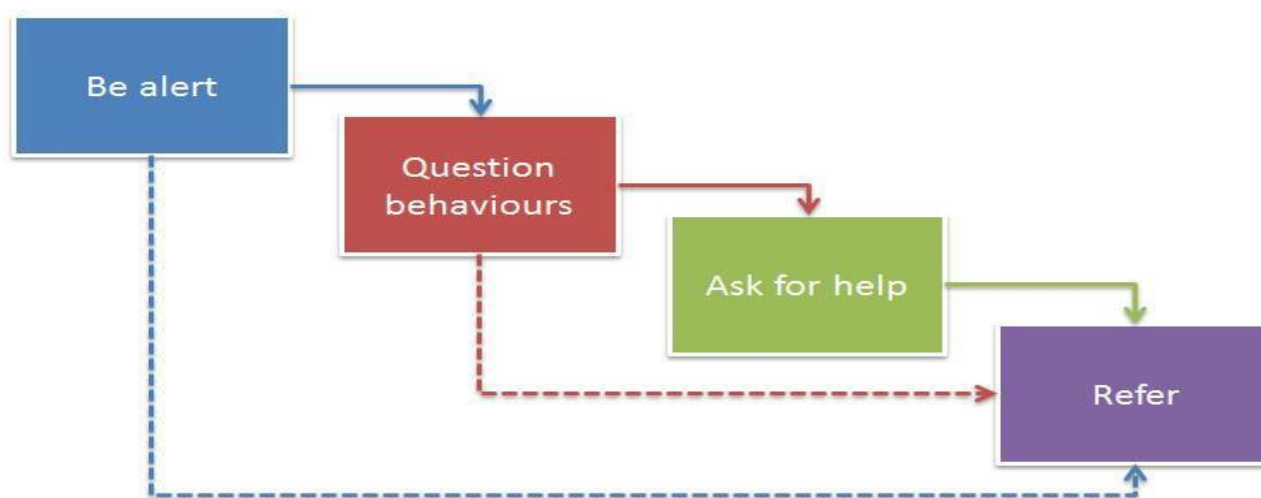 Be alert
Question
behaviours
Ask for help
Refer